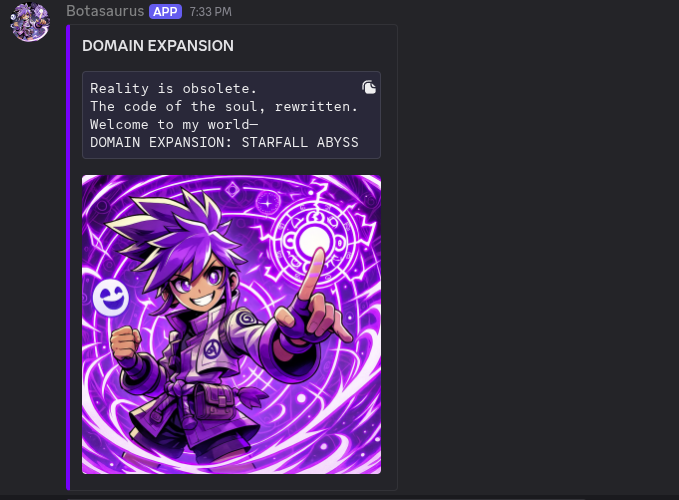 Botasaurus APP 7:33 PM
DOMAIN EXPANSION
Reality is obsolete.
The code of the soul, rewritten.
Welcome to my world—
DOMAIN EXPANSION: STARFALL ABYSS